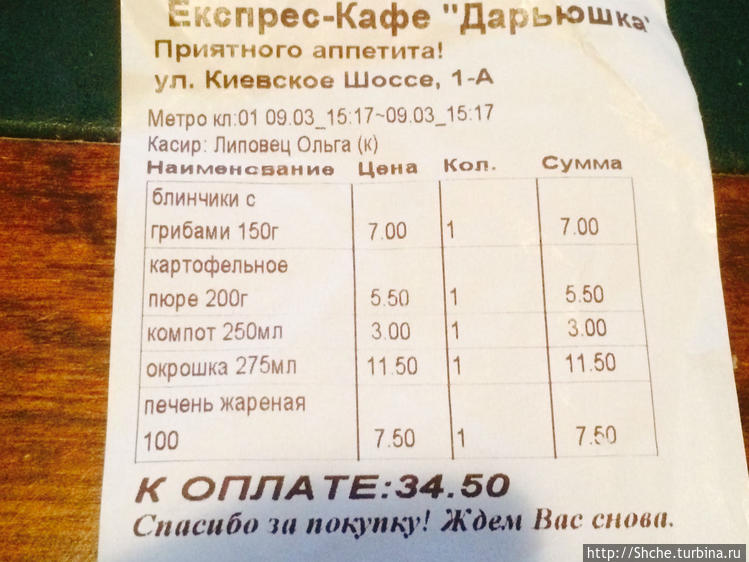 Експрес-Кафе "Дарьюшка"
Приятного аппетита!
ул. Киевское Шоссе, 1-А
Метро кл:01 09.03_15:17~09.03_15:17
Касир: Липовец Ольга (к)
Наименование Цена Кол. Сумма
блинчики с
грибами 150г 7.00 1 7.00
картофельное
пюре 200г 5.50 1 5.50
компот 250мл 3.00 1 3.00
окрошка 275мл 11.50 1 11.50
печень жареная
100 7.50 1 7.50
К ОПЛАТЕ:34.50
Спасибо за покупку! Ждем Вас снова.
http://Shche.turbina.ru